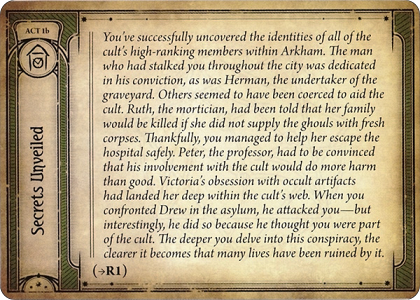 ACT 1b
Secrets Unveiled
You've successfully uncovered the identities of all of the
cult's high-ranking members within Arkham. The man
who had stalked you throughout the city was dedicated
in his conviction, as was Herman, the undertaker of the
graveyard. Others seemed to have been coerced to aid the
cult. Ruth, the mortician, had been told that her family
would be killed if she did not supply the ghouls with fresh
corpses. Thankfully, you managed to help her escape the
hospital safely. Peter, the professor, had to be convinced
that his involvement with the cult would do more harm
than good. Victoria's obsession with occult artifacts
had landed her deep within the cult's web. When you
confronted Drew in the asylum, he attacked you—but
interestingly, he did so because he thought you were part
of the cult. The deeper you delve into this conspiracy, the
clearer it becomes that many lives have been ruined by it.
(→R1)